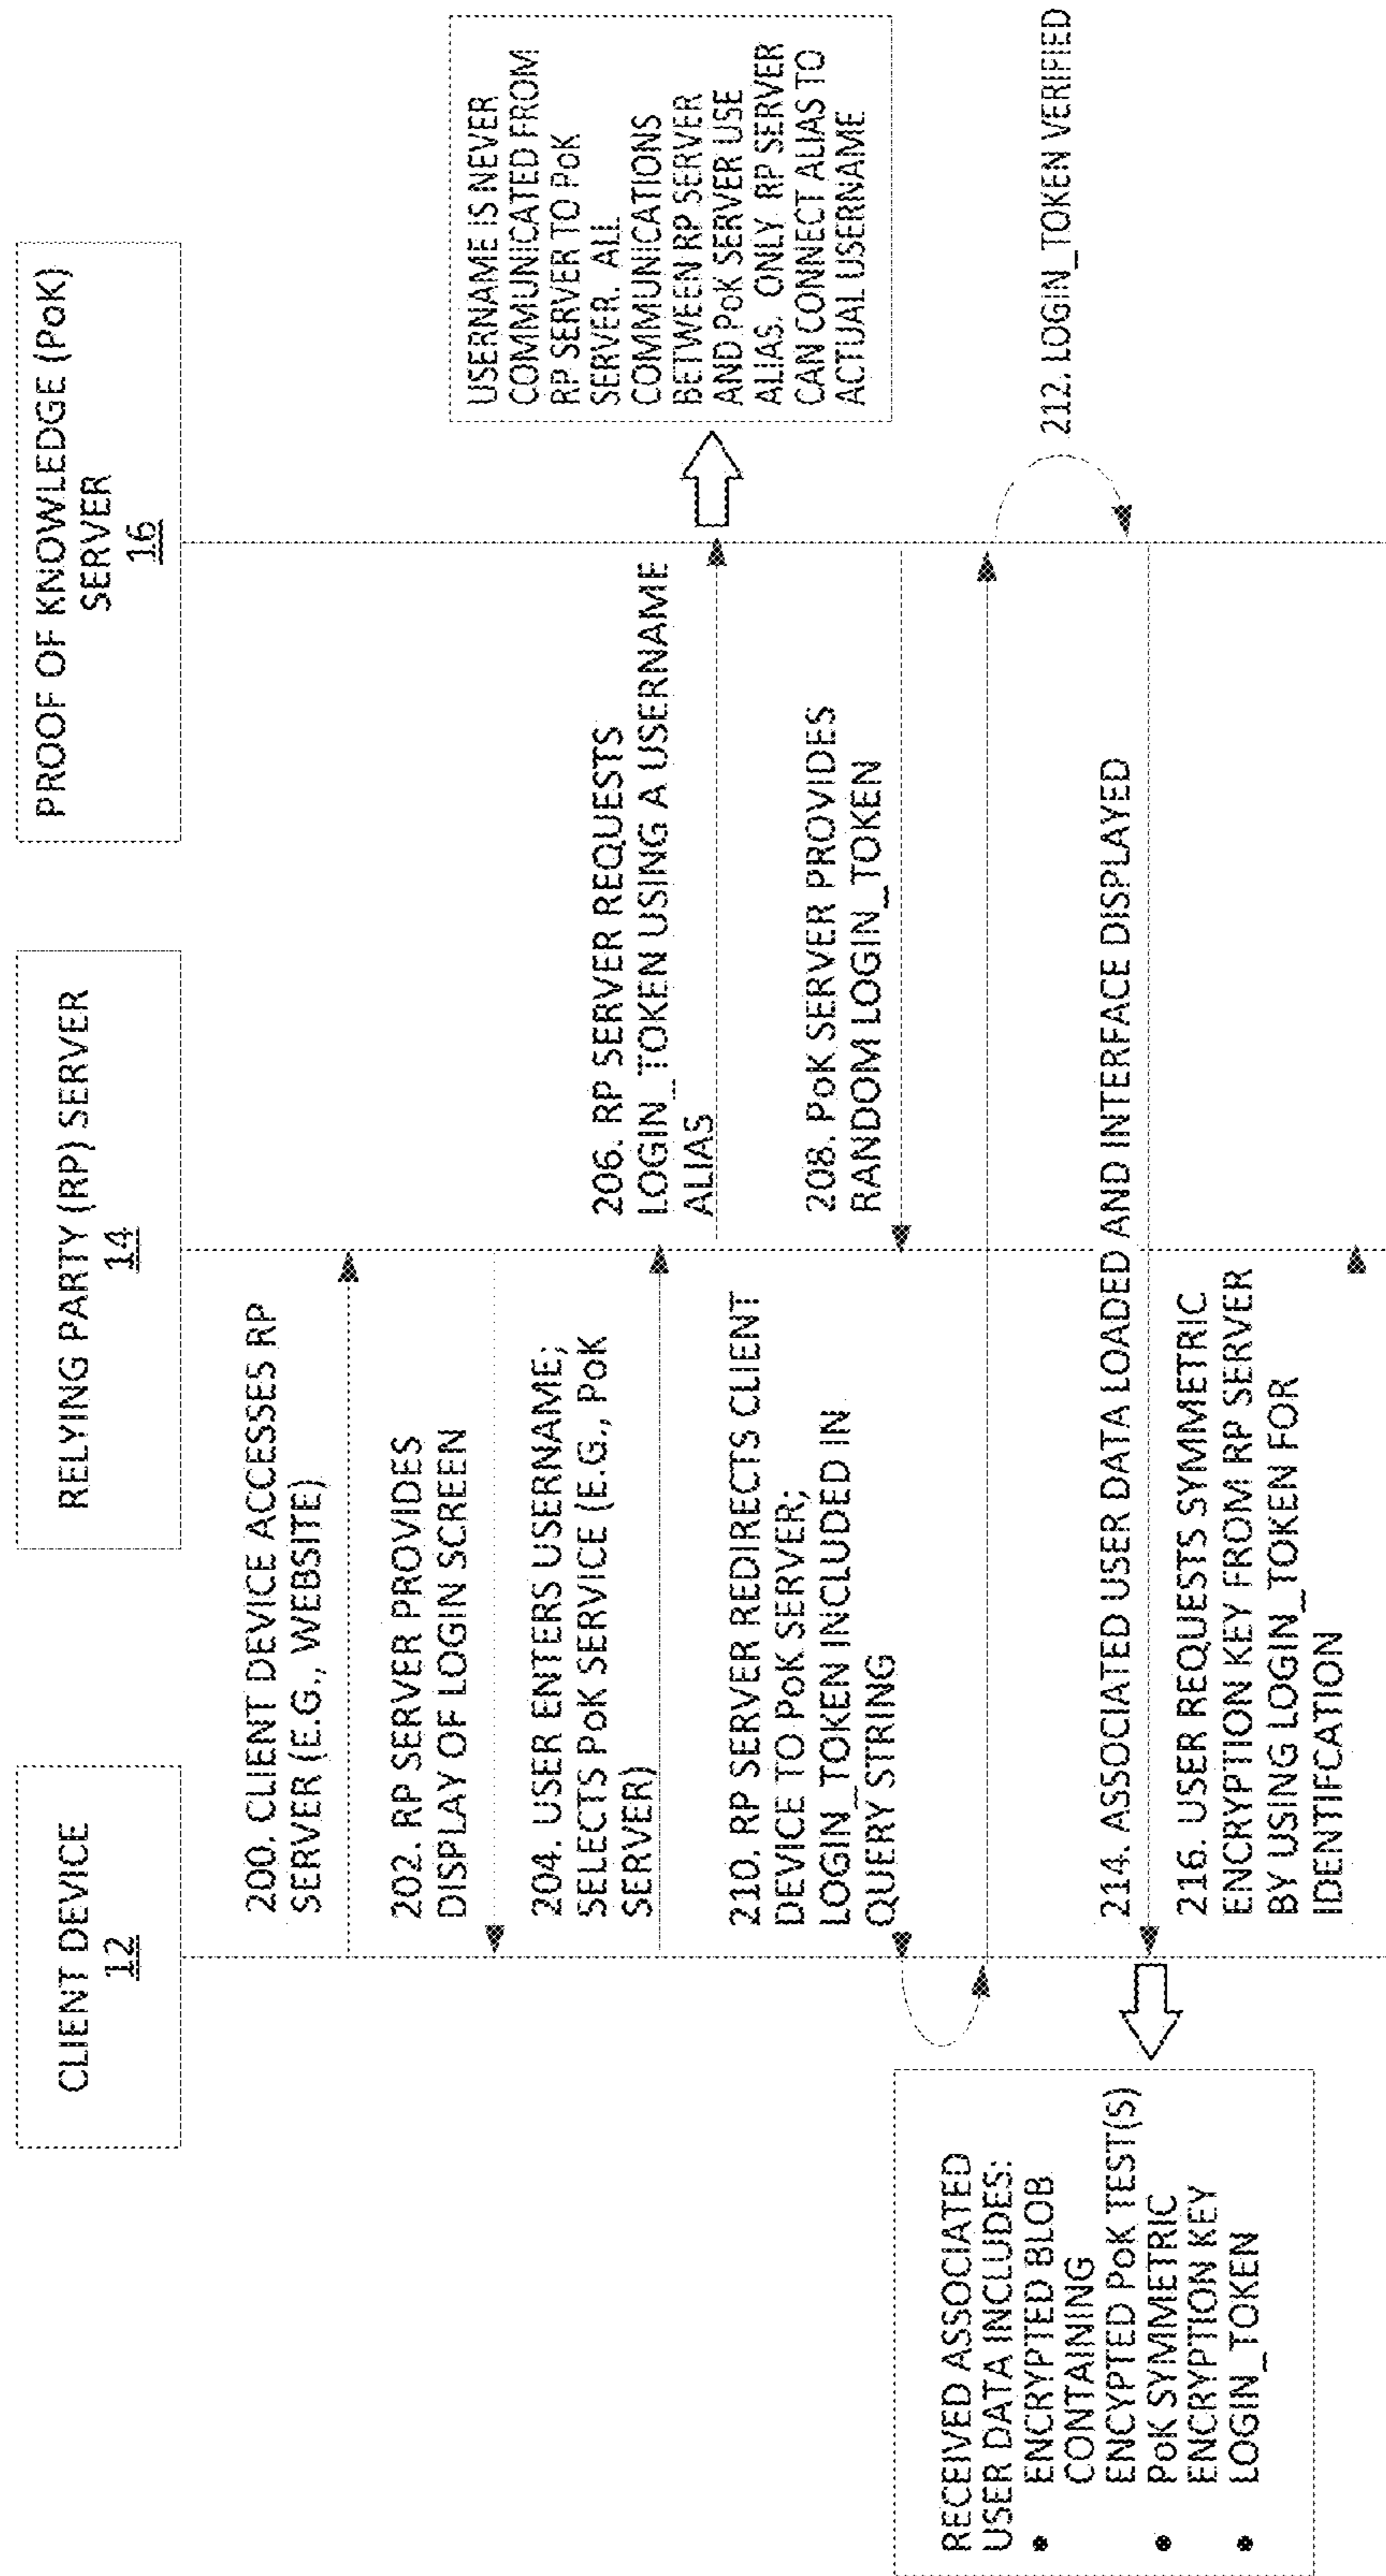 CLIENT DEVICE
12
RELYING PARTY (RP) SERVER
14
PROOF OF KNOWLEDGE (PoK)
SERVER
16
200. CLIENT DEVICE ACCESSES RP
SERVER (E.G., WEBSITE)
202. RP SERVER PROVIDES
DISPLAY OF LOGIN SCREEN
204. USER ENTERS USERNAME;
SELECTS PoK SERVICE (E.G., PoK
SERVER)
206. RP SERVER REQUESTS
LOGIN_TOKEN USING A USERNAME
ALIAS
USERNAME IS NEVER
COMMUNICATED FROM
RP SERVER TO PoK
SERVER. ALL
COMMUNICATIONS
BETWEEN RP SERVER
AND PoK SERVER USE
ALIAS. ONLY RP SERVER
CAN CONNECT ALIAS TO
ACTUAL USERNAME
208. PoK SERVER PROVIDES
RANDOM LOGIN_TOKEN
210. RP SERVER REDIRECTS CLIENT
DEVICE TO PoK SERVER;
LOGIN_TOKEN INCLUDED IN
QUERY STRING
212. LOGIN_TOKEN VERIFIED
214. ASSOCIATED USER DATA LOADED AND INTERFACE DISPLAYED
RECEIVED ASSOCIATED
USER DATA INCLUDES:
• ENCRYPTED BLOB
CONTAINING
ENCYPTED PoK TEST(S)
• PoK SYMMETRIC
ENCRYPTION KEY
• LOGIN_TOKEN
216. USER REQUESTS SYMMETRIC
ENCRYPTION KEY FROM RP SERVER
BY USING LOGIN_TOKEN FOR
IDENTIFCATION